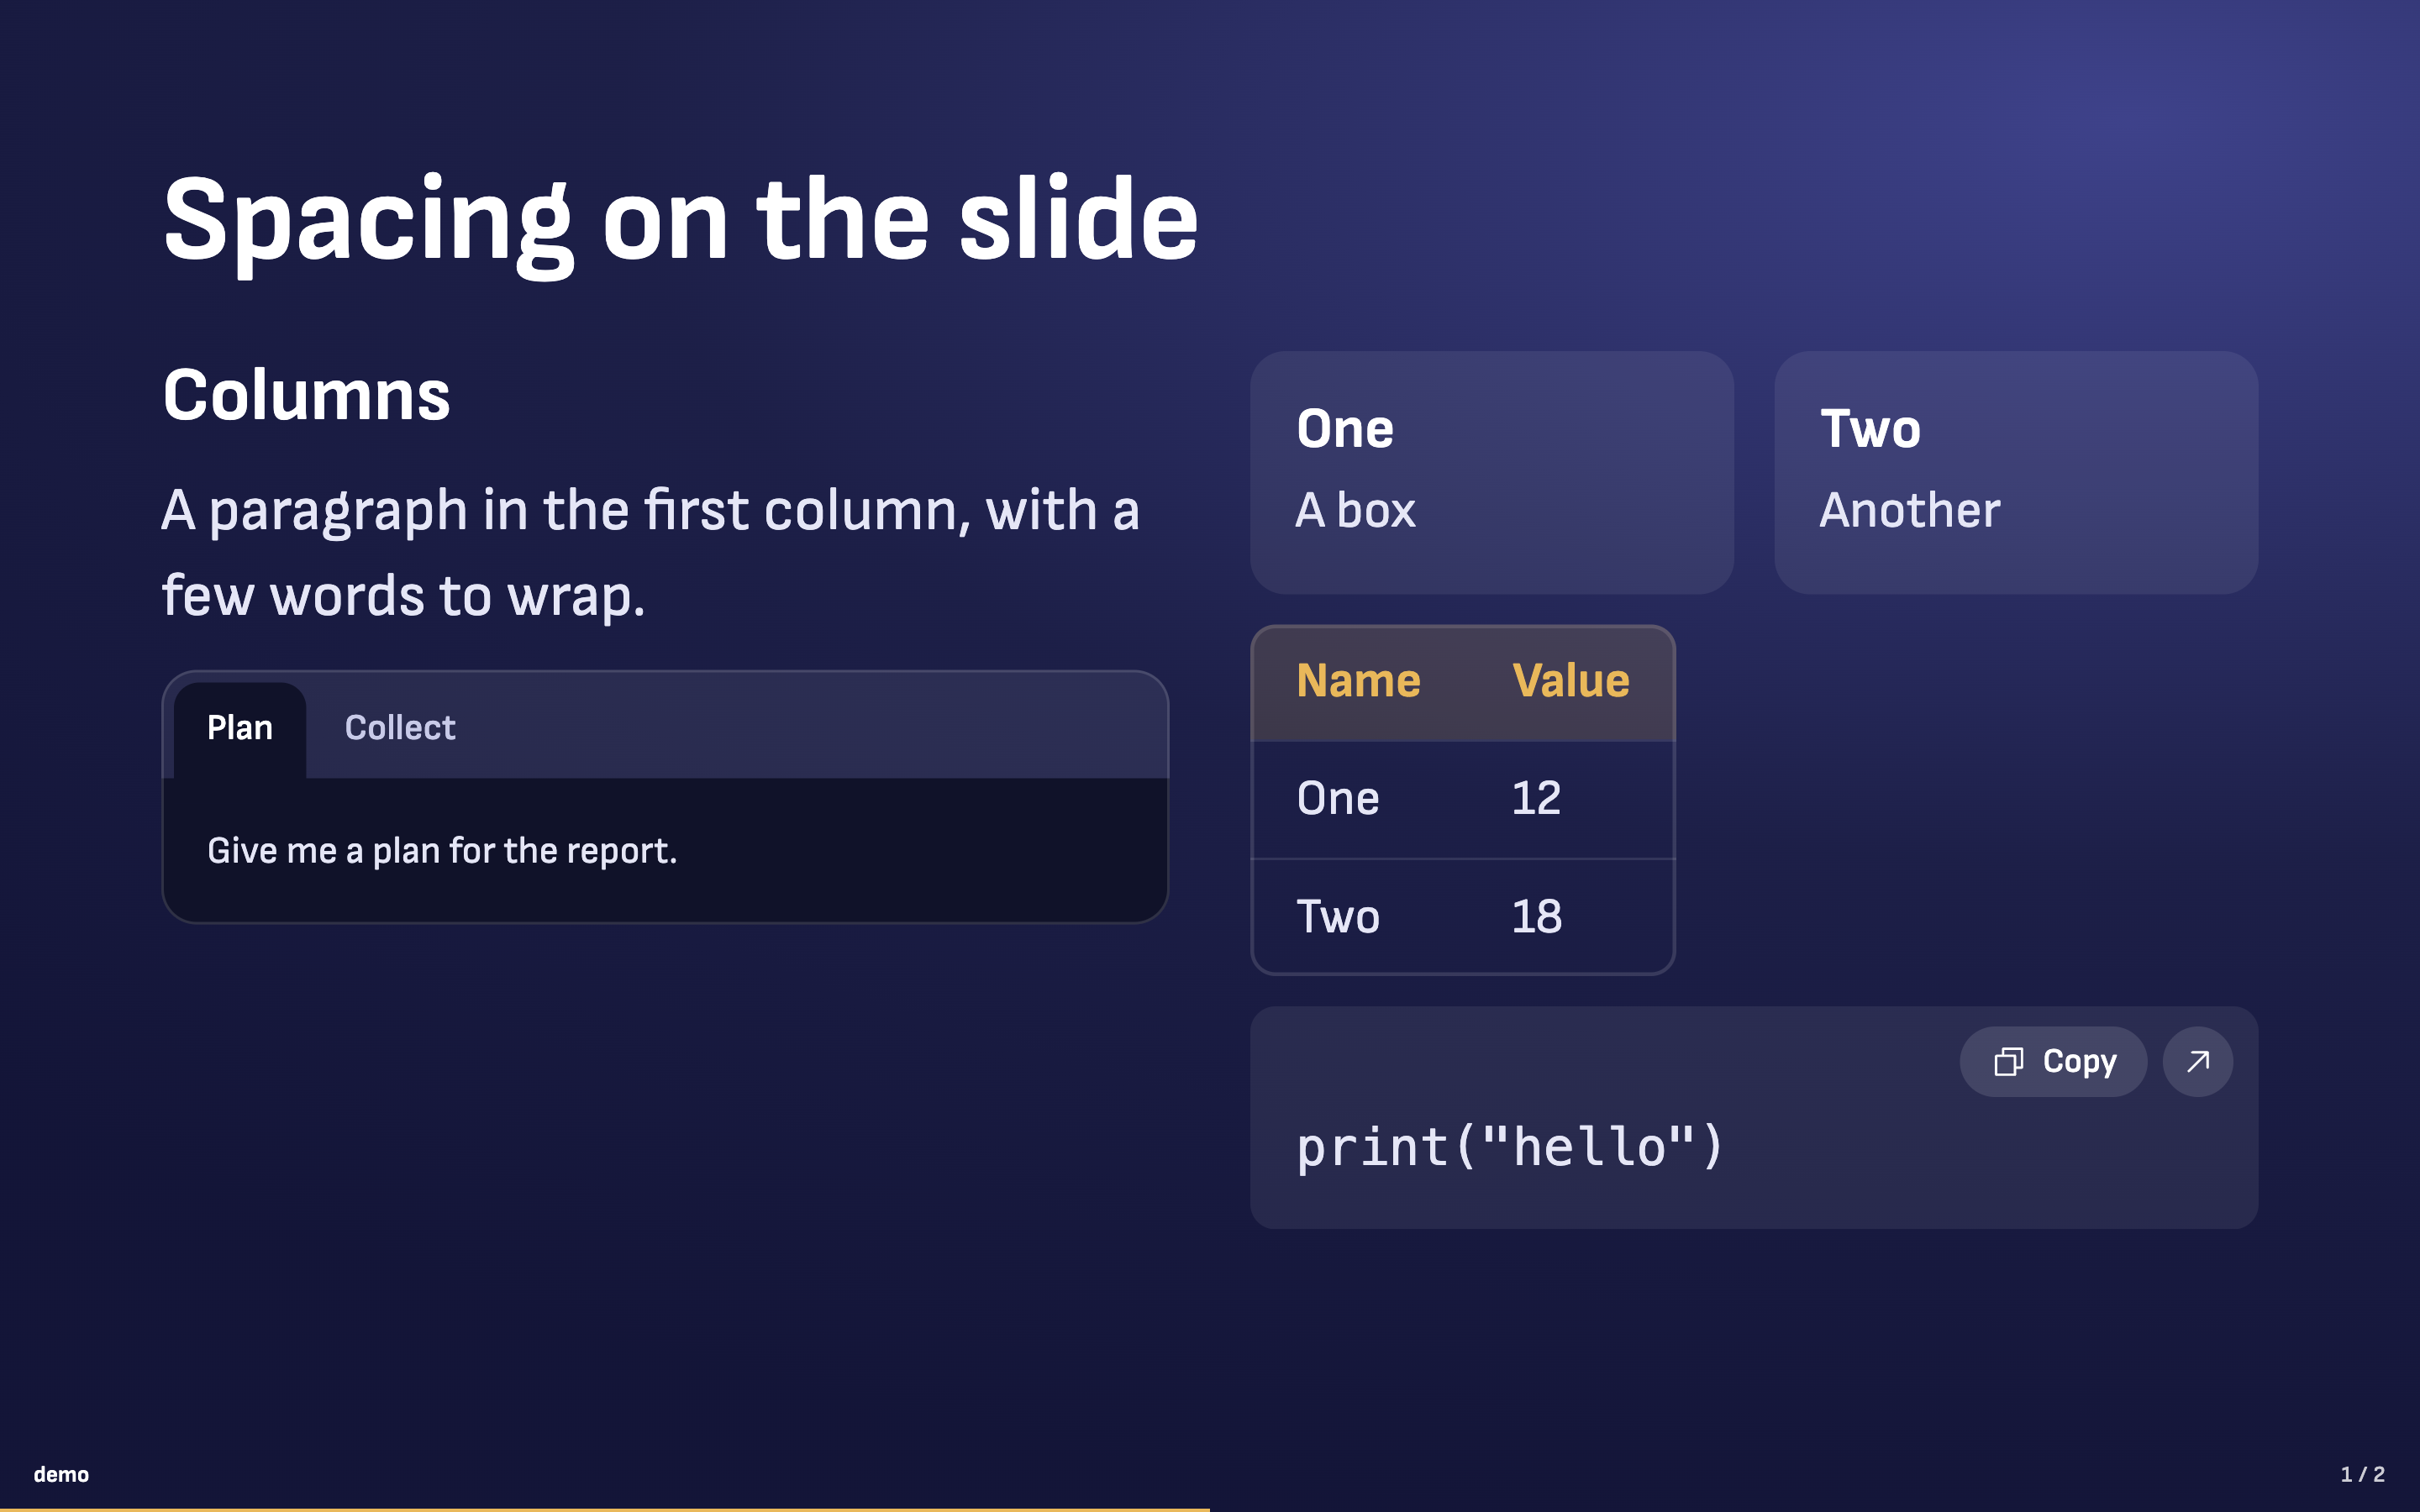 Spacing on the slide
Columns
A paragraph in the first column, with a
few words to wrap.
Plan Collect
Give me a plan for the report.
One
A box
Two
Another
Name Value
One 12
Two 18
Copy
print("hello")
demo
1 / 2